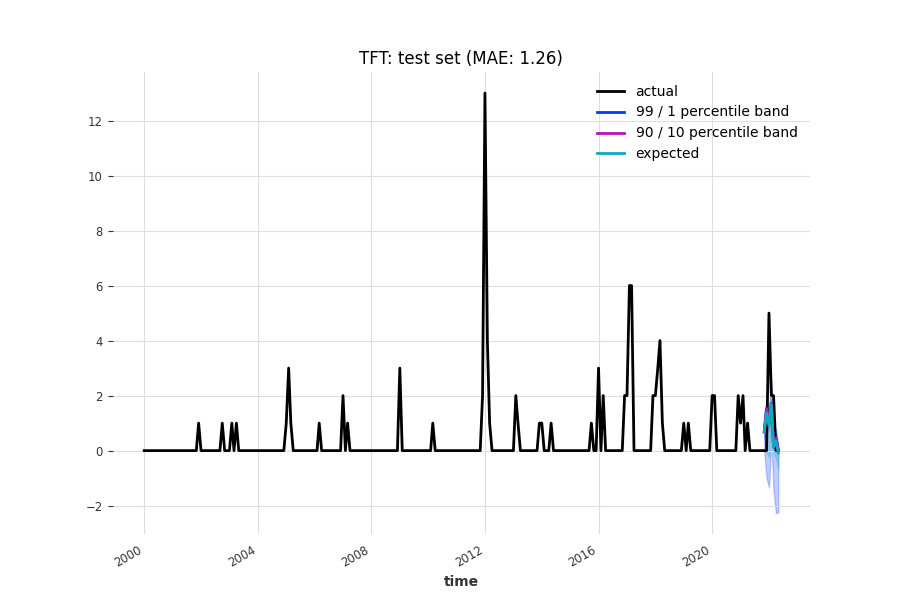 TFT: test set (MAE: 1.26)
actual
99 / 1 percentile band
90 / 10 percentile band
expected
12
10
8
6
4
2
0
−2
2000
2004
2008
2012
2016
2020
time